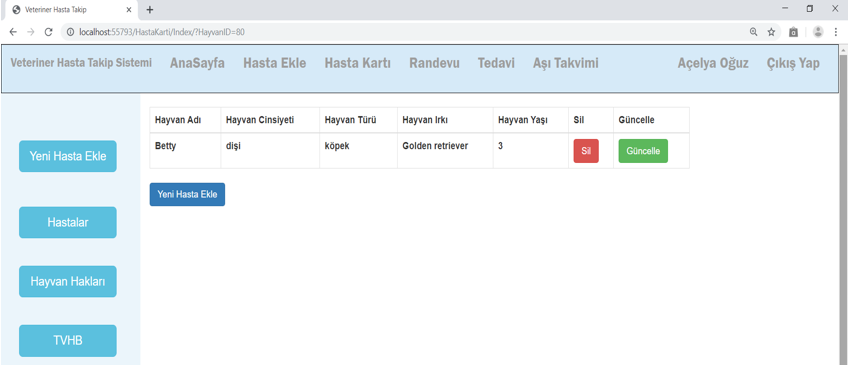 Veteriner Hasta Takip
localhost:55793/HastaKarti/Index/?HayvanID=80
Veteriner Hasta Takip Sistemi AnaSayfa Hasta Ekle Hasta Kartı Randevu Tedavi Aşı Takvimi Açelya Oğuz Çıkış Yap
Hayvan Adı Hayvan Cinsiyeti Hayvan Türü Hayvan Irkı Hayvan Yaşı Sil Güncelle
Betty dişi köpek Golden retriever 3 Sil Güncelle
Yeni Hasta Ekle
Yeni Hasta Ekle
Hastalar
Hayvan Hakları
TVHB